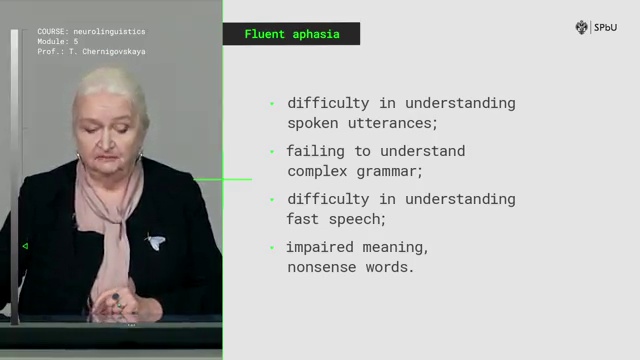 COURSE: neurolinguistics
Module: 5
Prof.: T. Chernigovskaya
Fluent aphasia
SPbU
• difficulty in understanding
spoken utterances;
• failing to understand
complex grammar;
• difficulty in understanding
fast speech;
• impaired meaning,
nonsense words.